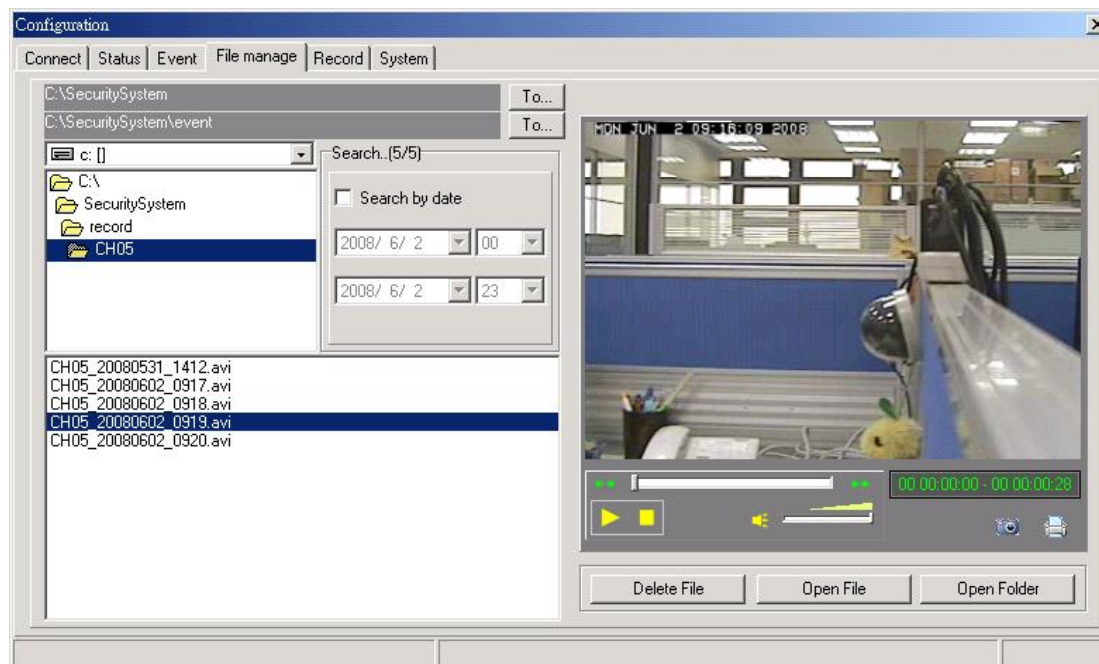 Configuration
Connect Status Event File manage Record System
C:\SecuritySystem To...
C:\SecuritySystem\event To...
c: []
C:\
SecuritySystem
record
CH05
Search..(5/5)
Search by date
2008/ 6/ 2 00
2008/ 6/ 2 23
CH05_20080531_1412.avi
CH05_20080602_0917.avi
CH05_20080602_0918.avi
CH05_20080602_0919.avi
CH05_20080602_0920.avi
MON JUN 2 09:16:09 2008
00 00:00:00 - 00 00:00:28
Delete File Open File Open Folder